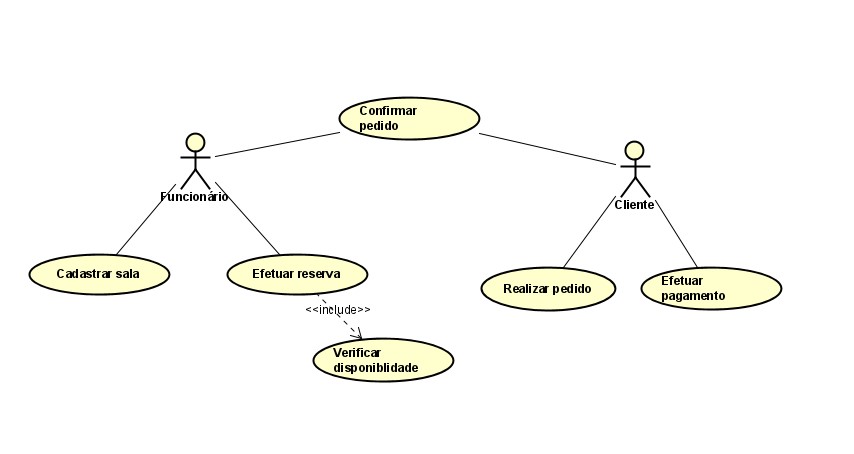 Confirmar
pedido
Funcionário
Cliente
Cadastrar sala
Efetuar reserva
Realizar pedido
Efetuar
pagamento
<<include>>
Verificar
disponiblidade